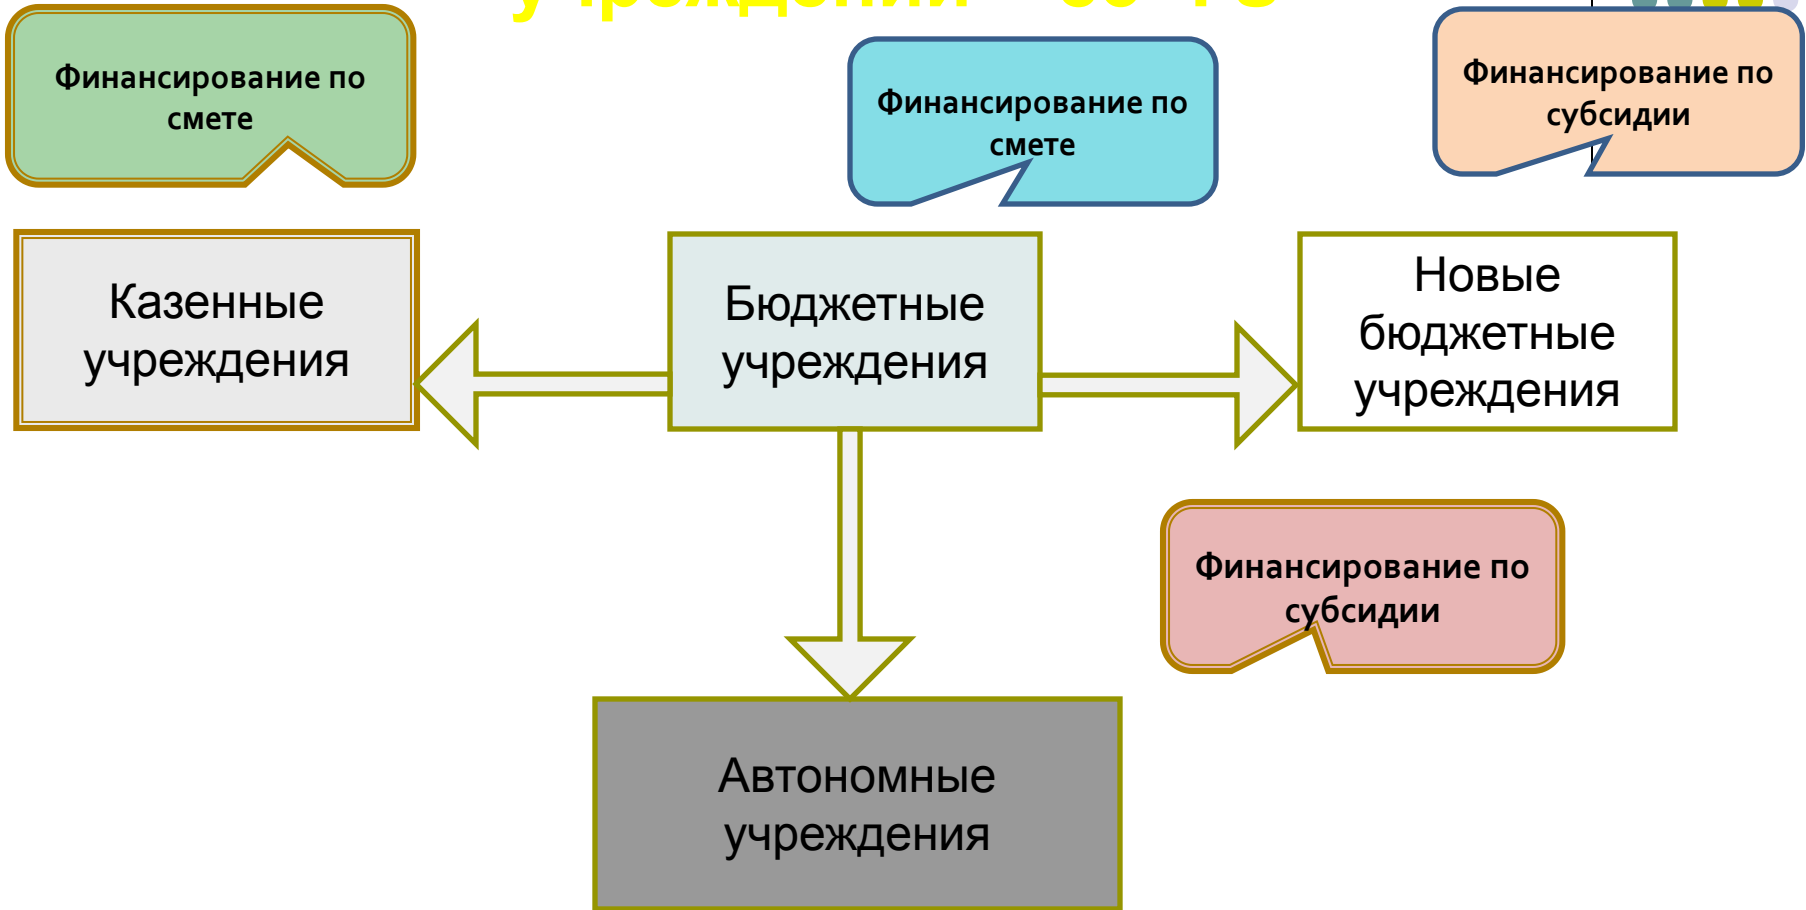 Финансирование по
смете
Финансирование по
смете
Финансирование по
субсидии
Казенные
учреждения
Бюджетные
учреждения
Новые
бюджетные
учреждения
Финансирование по
субсидии
Автономные
учреждения